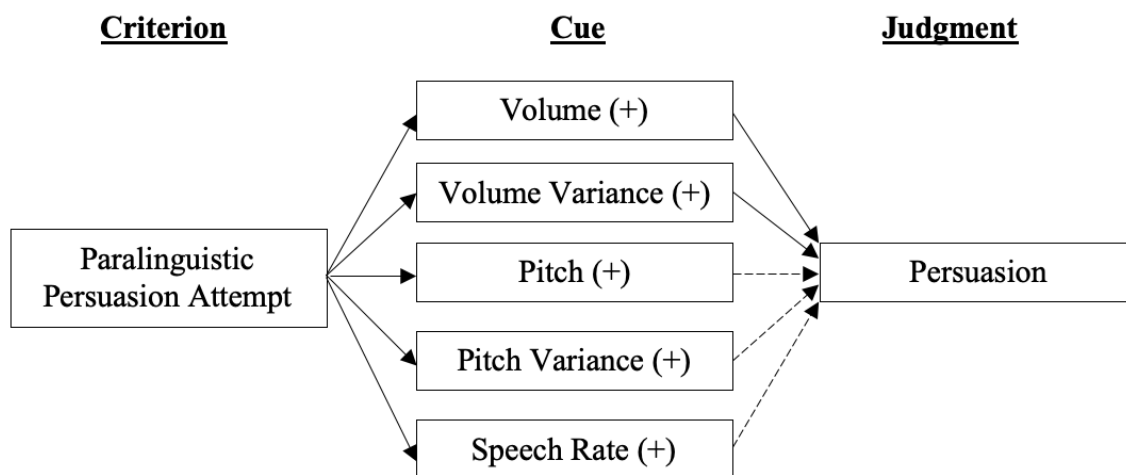 Criterion
Cue
Judgment
Volume (+)
Volume Variance (+)
Paralinguistic
Persuasion Attempt
Pitch (+)
Persuasion
Pitch Variance (+)
Speech Rate (+)